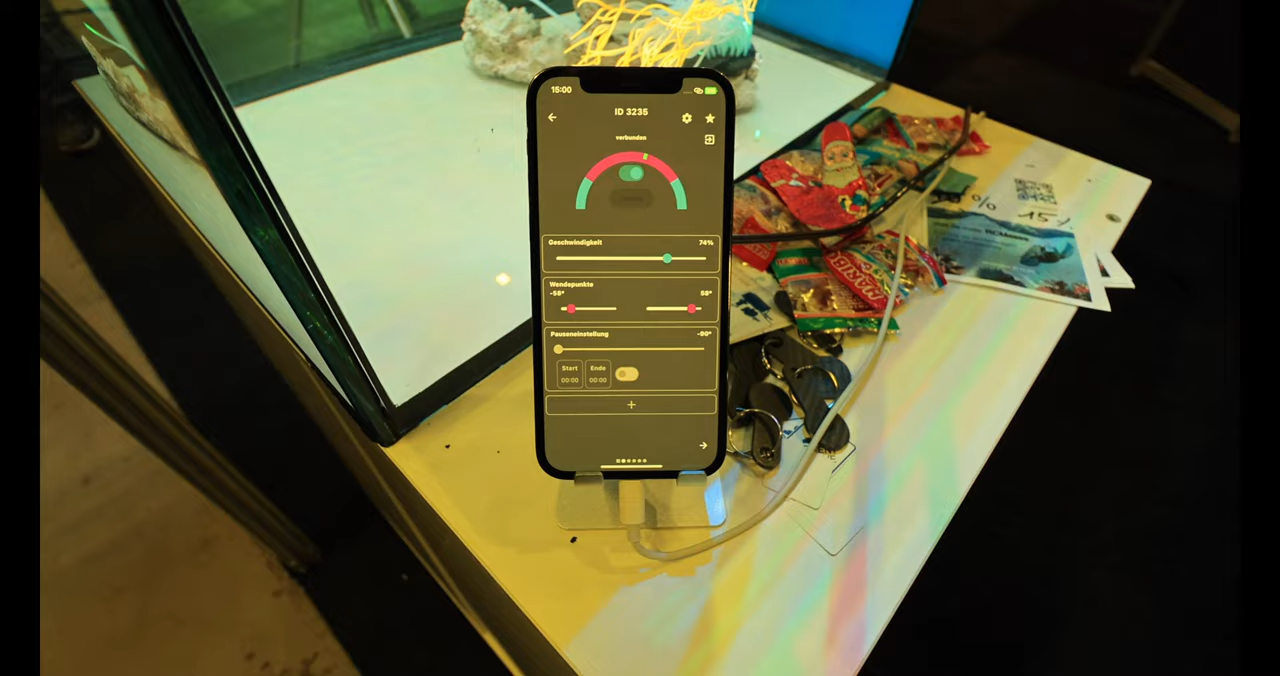 15:00
ID 3235
verbunden
Geschwindigkeit 74%
Wendepunkte
-58° 58°
Pauseneinstellung -90°
Start Ende
00:00 00:00
+
%
15%
HARIBO